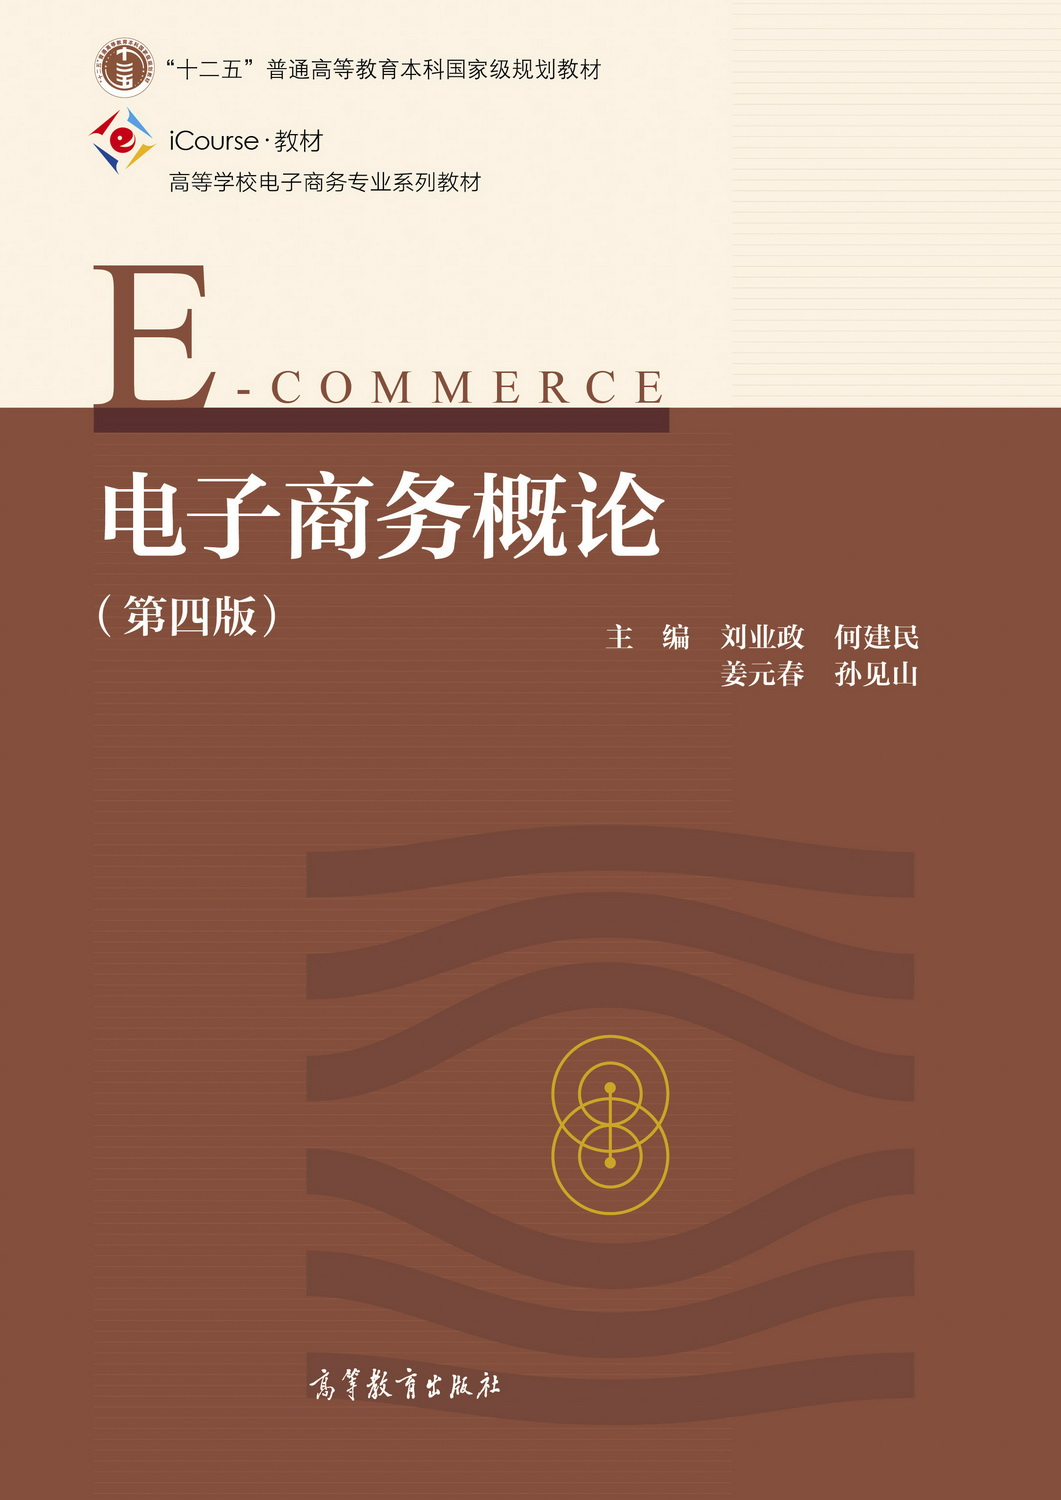 “十二五”普通高等教育本科国家级规划教材
iCourse·教材
高等学校电子商务专业系列教材
E-COMMERCE
电子商务概论
（第四版）
主 编 刘业政 何建民
姜元春 孙见山
高等教育出版社